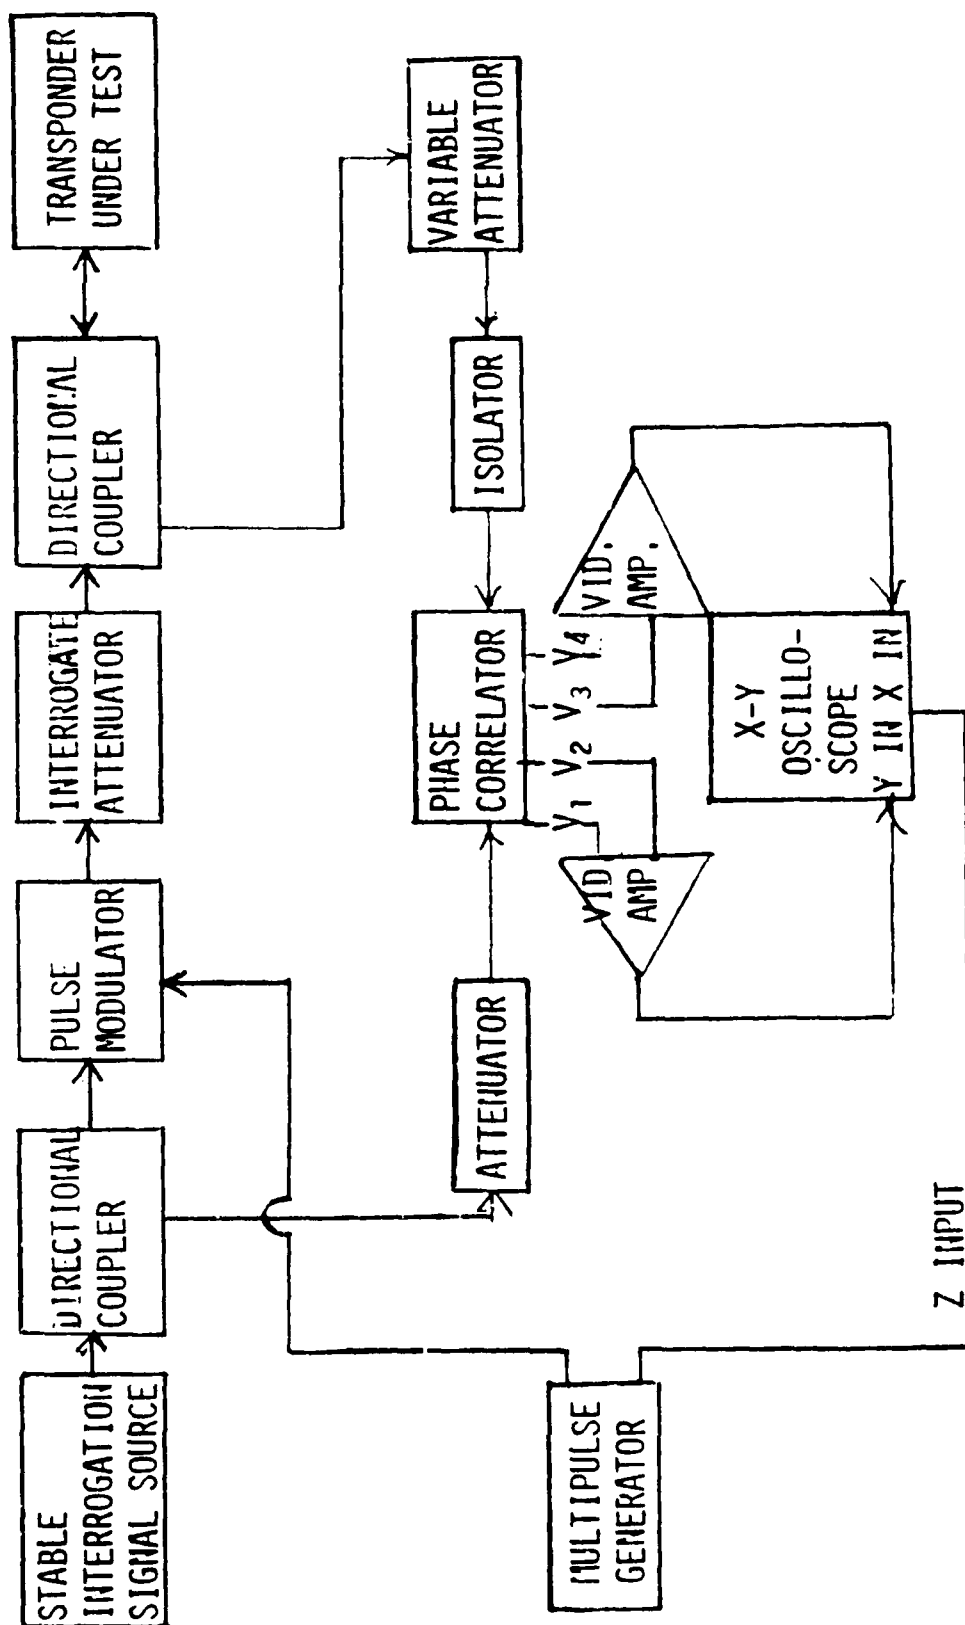 STABLE
INTERROGATION
SIGNAL SOURCE
DIRECTIONAL
COUPLER
PULSE
MODULATOR
INTERROGATE
ATTENUATOR
DIRECTIONAL
COUPLER
TRANSPONDER
UNDER TEST
VARIABLE
ATTENUATOR
ISOLATOR
ATTENUATOR
PHASE
CORRELATOR
V1 V2 V3 V4
VID
AMP
VID.
AMP.
MULTIPULSE
GENERATOR
X-Y
OSCILLO-
SCOPE
Y IN X IN
Z INPUT